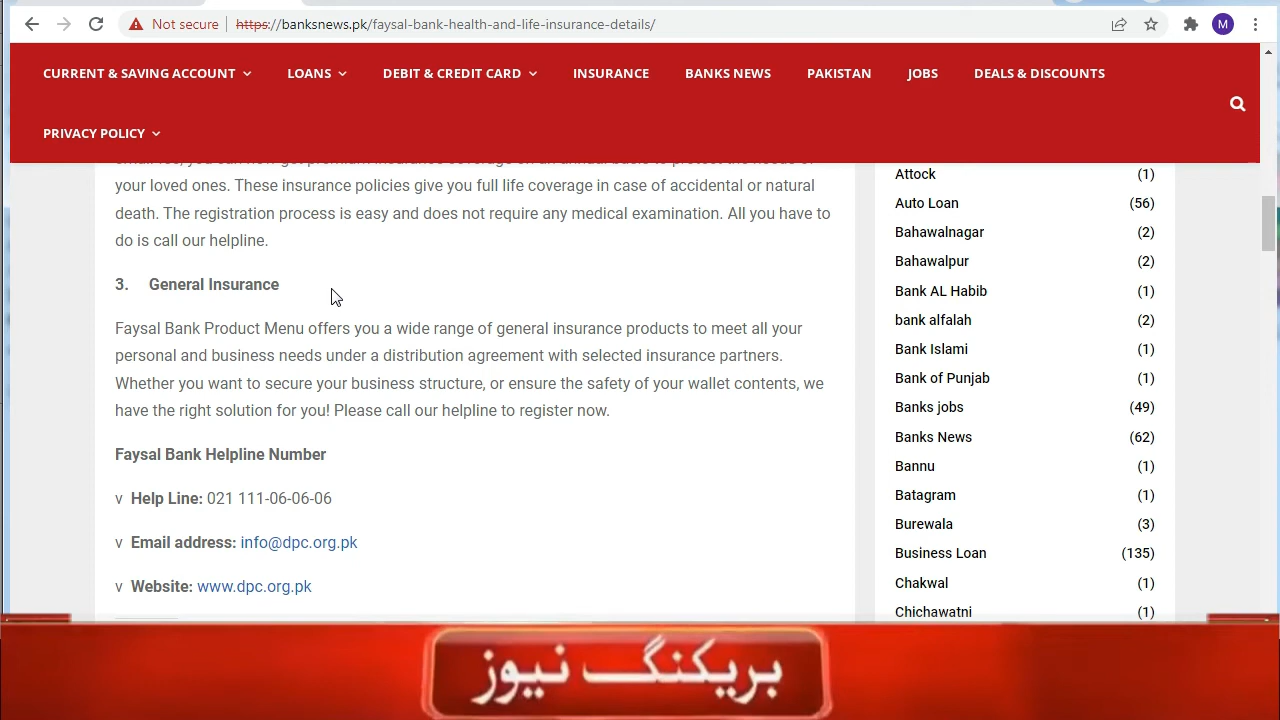 Not secure https://banksnews.pk/faysal-bank-health-and-life-insurance-details/
M
CURRENT & SAVING ACCOUNT LOANS DEBIT & CREDIT CARD INSURANCE BANKS NEWS PAKISTAN JOBS DEALS & DISCOUNTS
PRIVACY POLICY
your loved ones. These insurance policies give you full life coverage in case of accidental or natural
death. The registration process is easy and does not require any medical examination. All you have to
do is call our helpline.
3. General Insurance
Faysal Bank Product Menu offers you a wide range of general insurance products to meet all your
personal and business needs under a distribution agreement with selected insurance partners.
Whether you want to secure your business structure, or ensure the safety of your wallet contents, we
have the right solution for you! Please call our helpline to register now.
Faysal Bank Helpline Number
v Help Line: 021 111-06-06-06
v Email address: info@dpc.org.pk
v Website: www.dpc.org.pk
Attock (1)
Auto Loan (56)
Bahawalnagar (2)
Bahawalpur (2)
Bank AL Habib (1)
bank alfalah (2)
Bank Islami (1)
Bank of Punjab (1)
Banks jobs (49)
Banks News (62)
Bannu (1)
Batagram (1)
Burewala (3)
Business Loan (135)
Chakwal (1)
Chichawatni (1)
بریکنگ نیوز